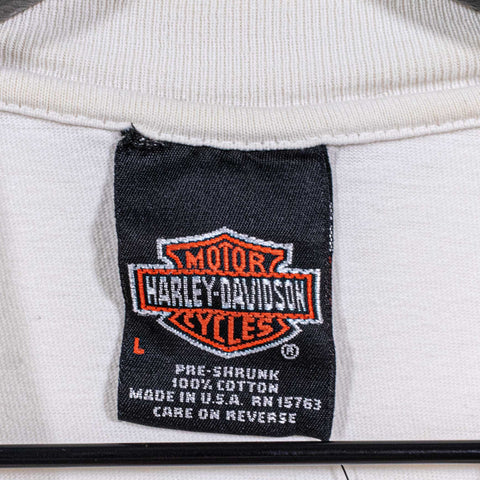 MOTOR
HARLEY-DAVIDSON
CYCLES
®
L
PRE-SHRUNK
100% COTTON
MADE IN U.S.A. RN 15763
CARE ON REVERSE